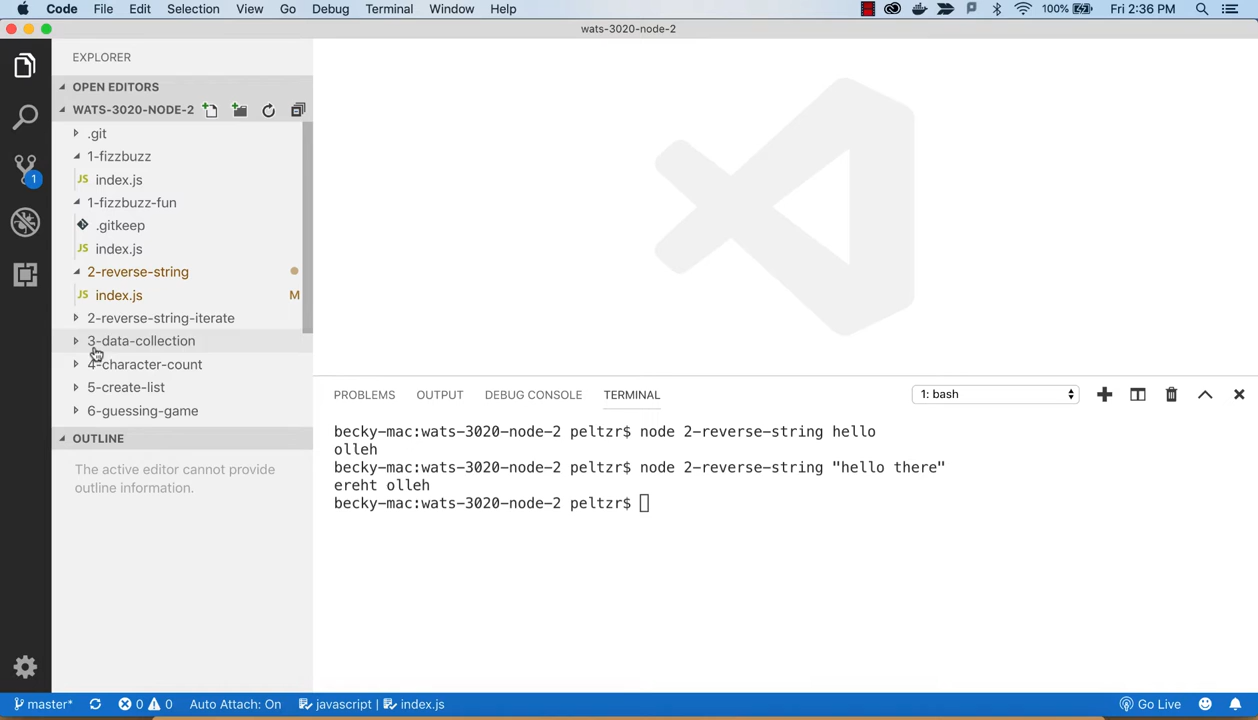 Code File Edit Selection View Go Debug Terminal Window Help 100% Fri 2:36 PM
wats-3020-node-2
EXPLORER
OPEN EDITORS
WATS-3020-NODE-2
.git
1-fizzbuzz
JS index.js
1-fizzbuzz-fun
.gitkeep
JS index.js
2-reverse-string
JS index.js M
2-reverse-string-iterate
3-data-collection
4-character-count
5-create-list
6-guessing-game
OUTLINE
The active editor cannot provide
outline information.
1
PROBLEMS OUTPUT DEBUG CONSOLE TERMINAL 1: bash
becky-mac:wats-3020-node-2 peltzr$ node 2-reverse-string hello
olleh
becky-mac:wats-3020-node-2 peltzr$ node 2-reverse-string "hello there"
ereht olleh
becky-mac:wats-3020-node-2 peltzr$
master* 0 0 Auto Attach: On javascript | index.js Go Live